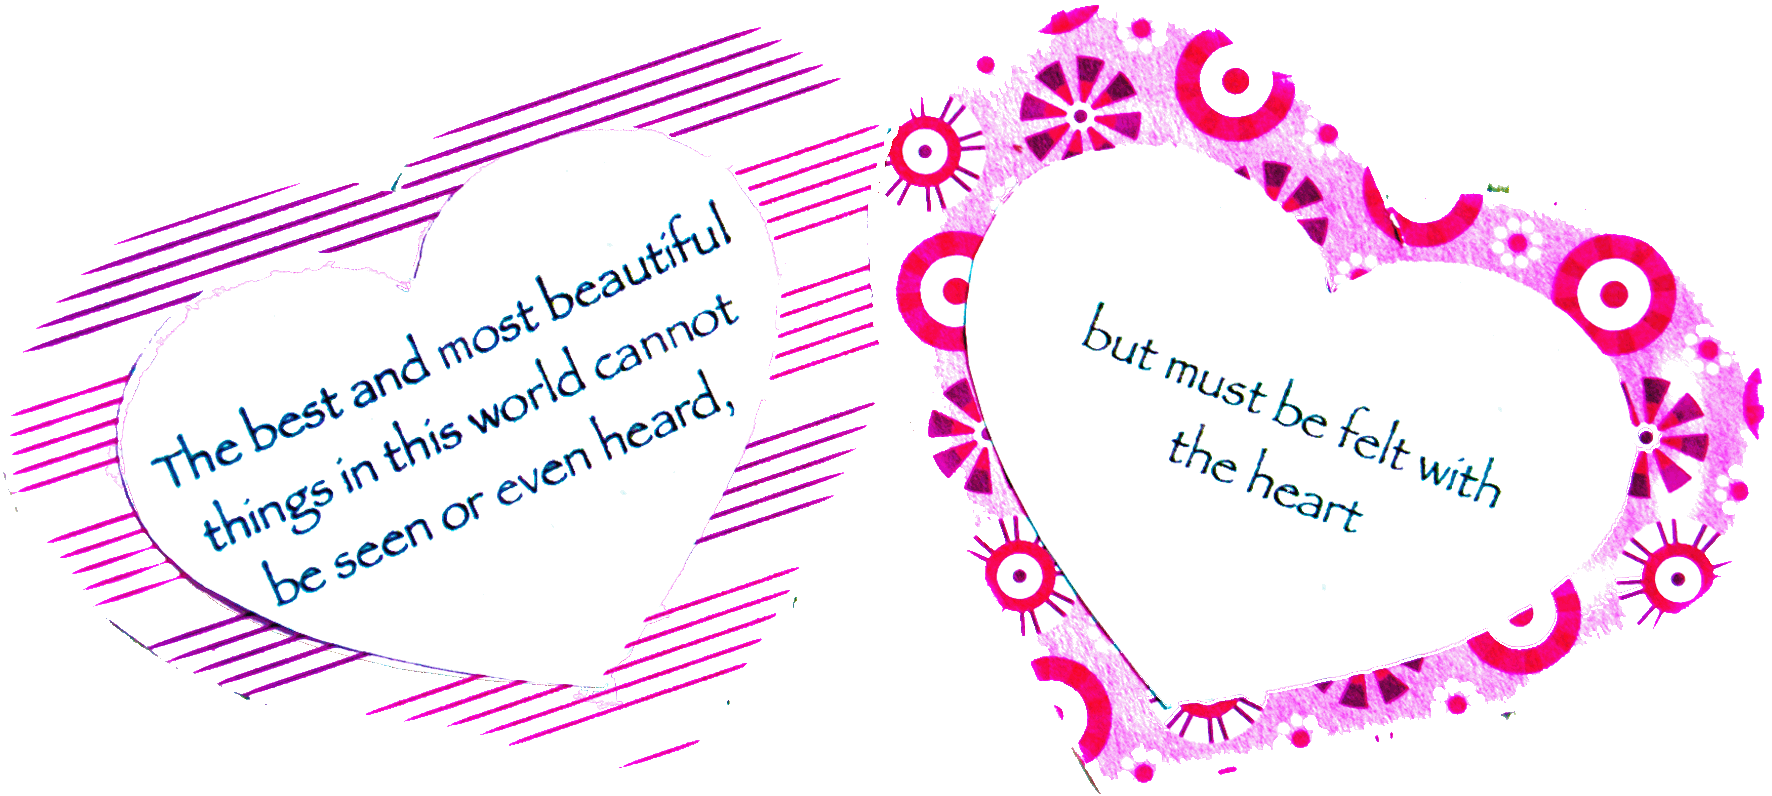 The best and most beautiful
things in this world cannot
be seen or even heard,
but must be felt with
the heart